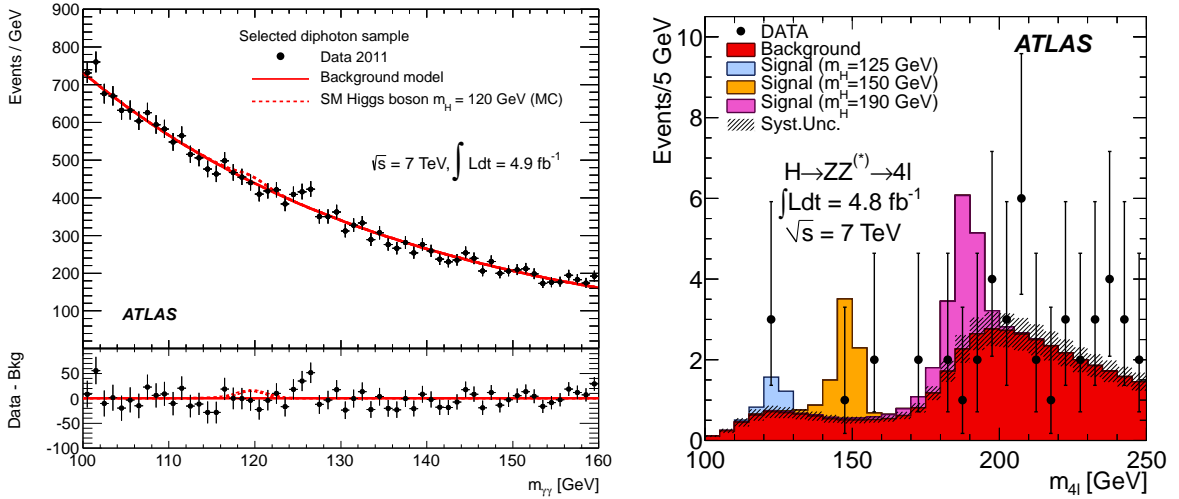 Events / GeV
900
800
700
600
500
400
300
200
100
Selected diphoton sample
Data 2011
Background model
SM Higgs boson m_H = 120 GeV (MC)
√s = 7 TeV, ∫ Ldt = 4.9 fb⁻¹
ATLAS
Data - Bkg
50
0
-50
-100
100 110 120 130 140 150 160
m_γγ [GeV]
Events/5 GeV
10
8
6
4
2
0
DATA
Background
Signal (m_H=125 GeV)
Signal (m_H=150 GeV)
Signal (m_H=190 GeV)
Syst.Unc.
ATLAS
H→ZZ⁽*⁾→4l
∫Ldt = 4.8 fb⁻¹
√s = 7 TeV
100 150 200 250
m_4l [GeV]